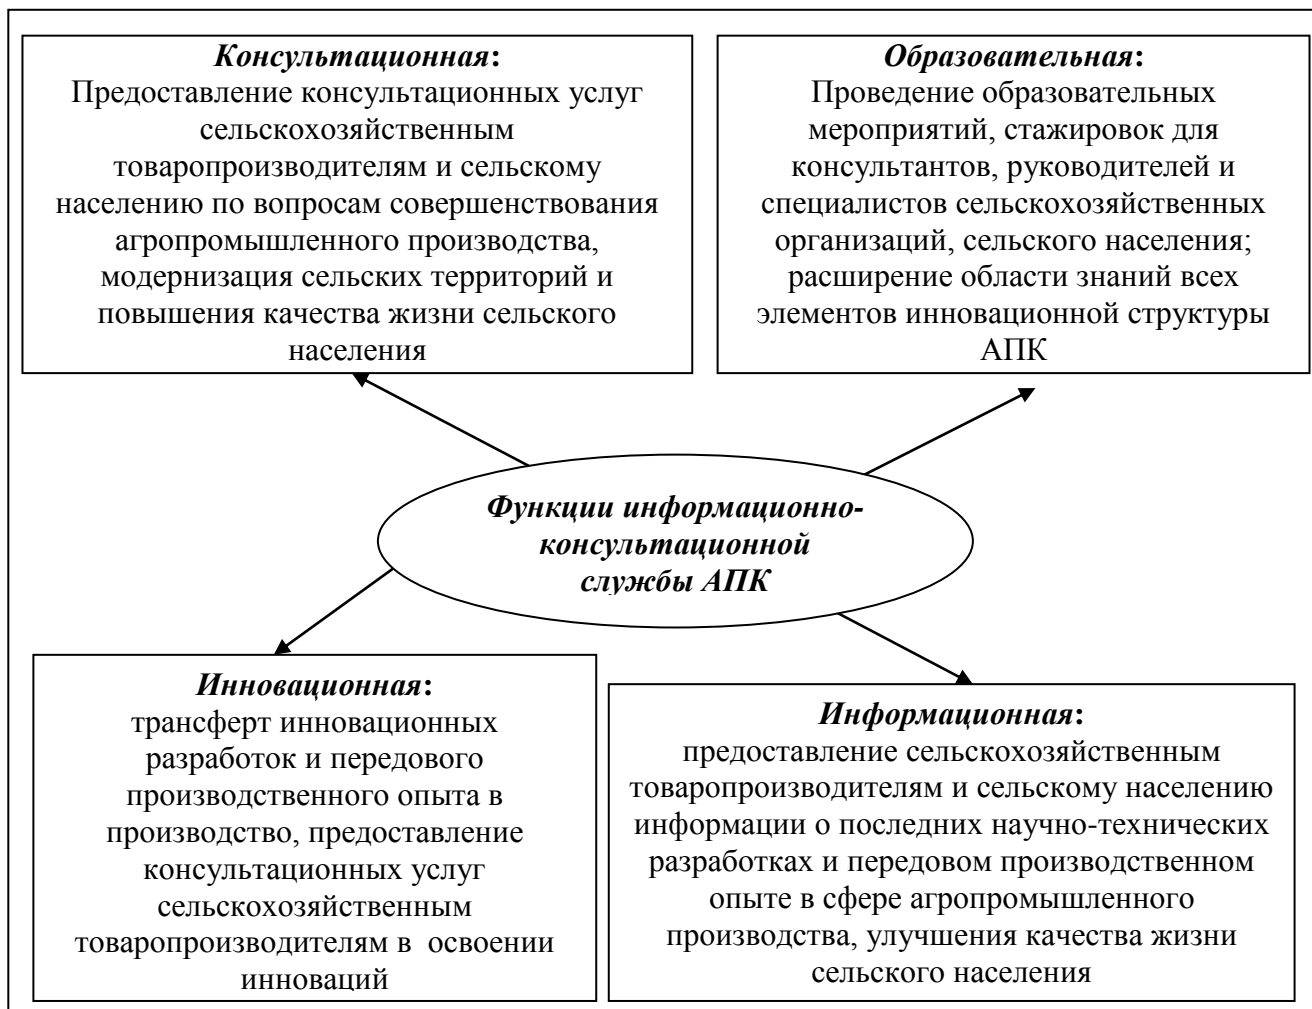 Консультационная:
Предоставление консультационных услуг
сельскохозяйственным
товаропроизводителям и сельскому
населению по вопросам совершенствования
агропромышленного производства,
модернизация сельских территорий и
повышения качества жизни сельского
населения
Образовательная:
Проведение образовательных
мероприятий, стажировок для
консультантов, руководителей и
специалистов сельскохозяйственных
организаций, сельского населения;
расширение области знаний всех
элементов инновационной структуры
АПК
Функции информационно-
консультационной
службы АПК
Инновационная:
трансферт инновационных
разработок и передового
производственного опыта в
производство, предоставление
консультационных услуг
сельскохозяйственным
товаропроизводителям в освоении
инноваций
Информационная:
предоставление сельскохозяйственным
товаропроизводителям и сельскому населению
информации о последних научно-технических
разработках и передовом производственном
опыте в сфере агропромышленного
производства, улучшения качества жизни
сельского населения